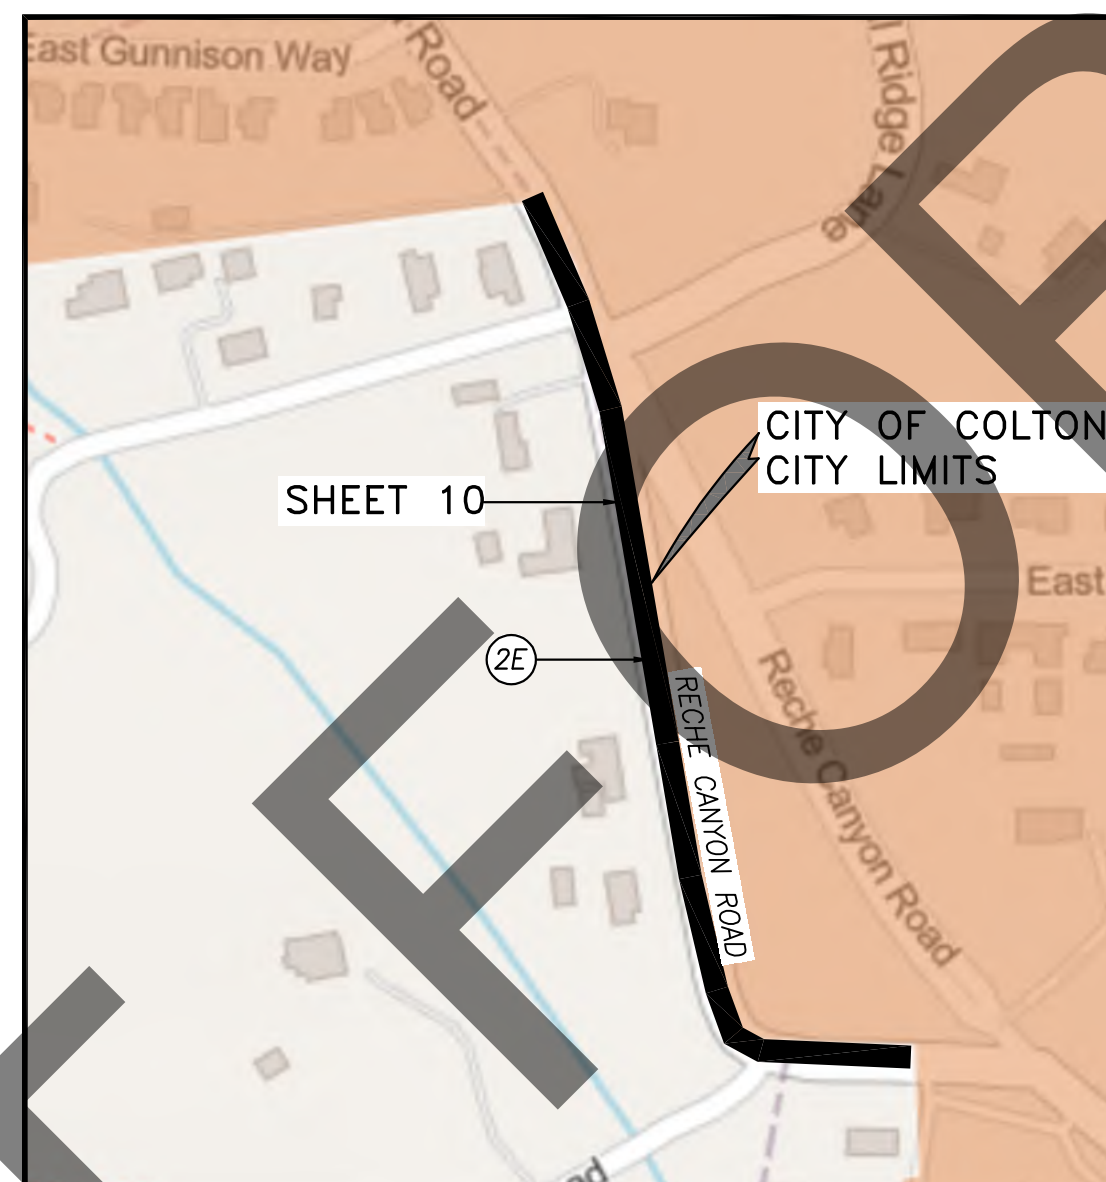 East Gunnison Way
Road
l Ridge Lane
CITY OF COLTON
CITY LIMITS
SHEET 10
East
2E
RECHE CANYON ROAD
Reche Canyon Road